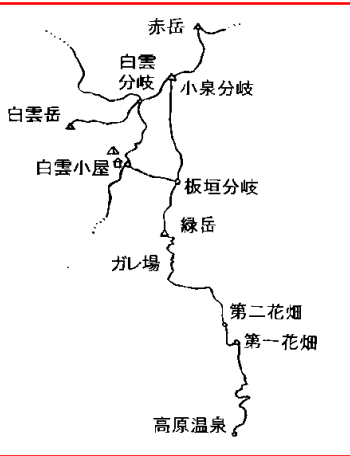 赤岳
白雲
分岐
小泉分岐
白雲岳
白雲小屋
板垣分岐
緑岳
ガレ場
第二花畑
第一花畑
高原温泉